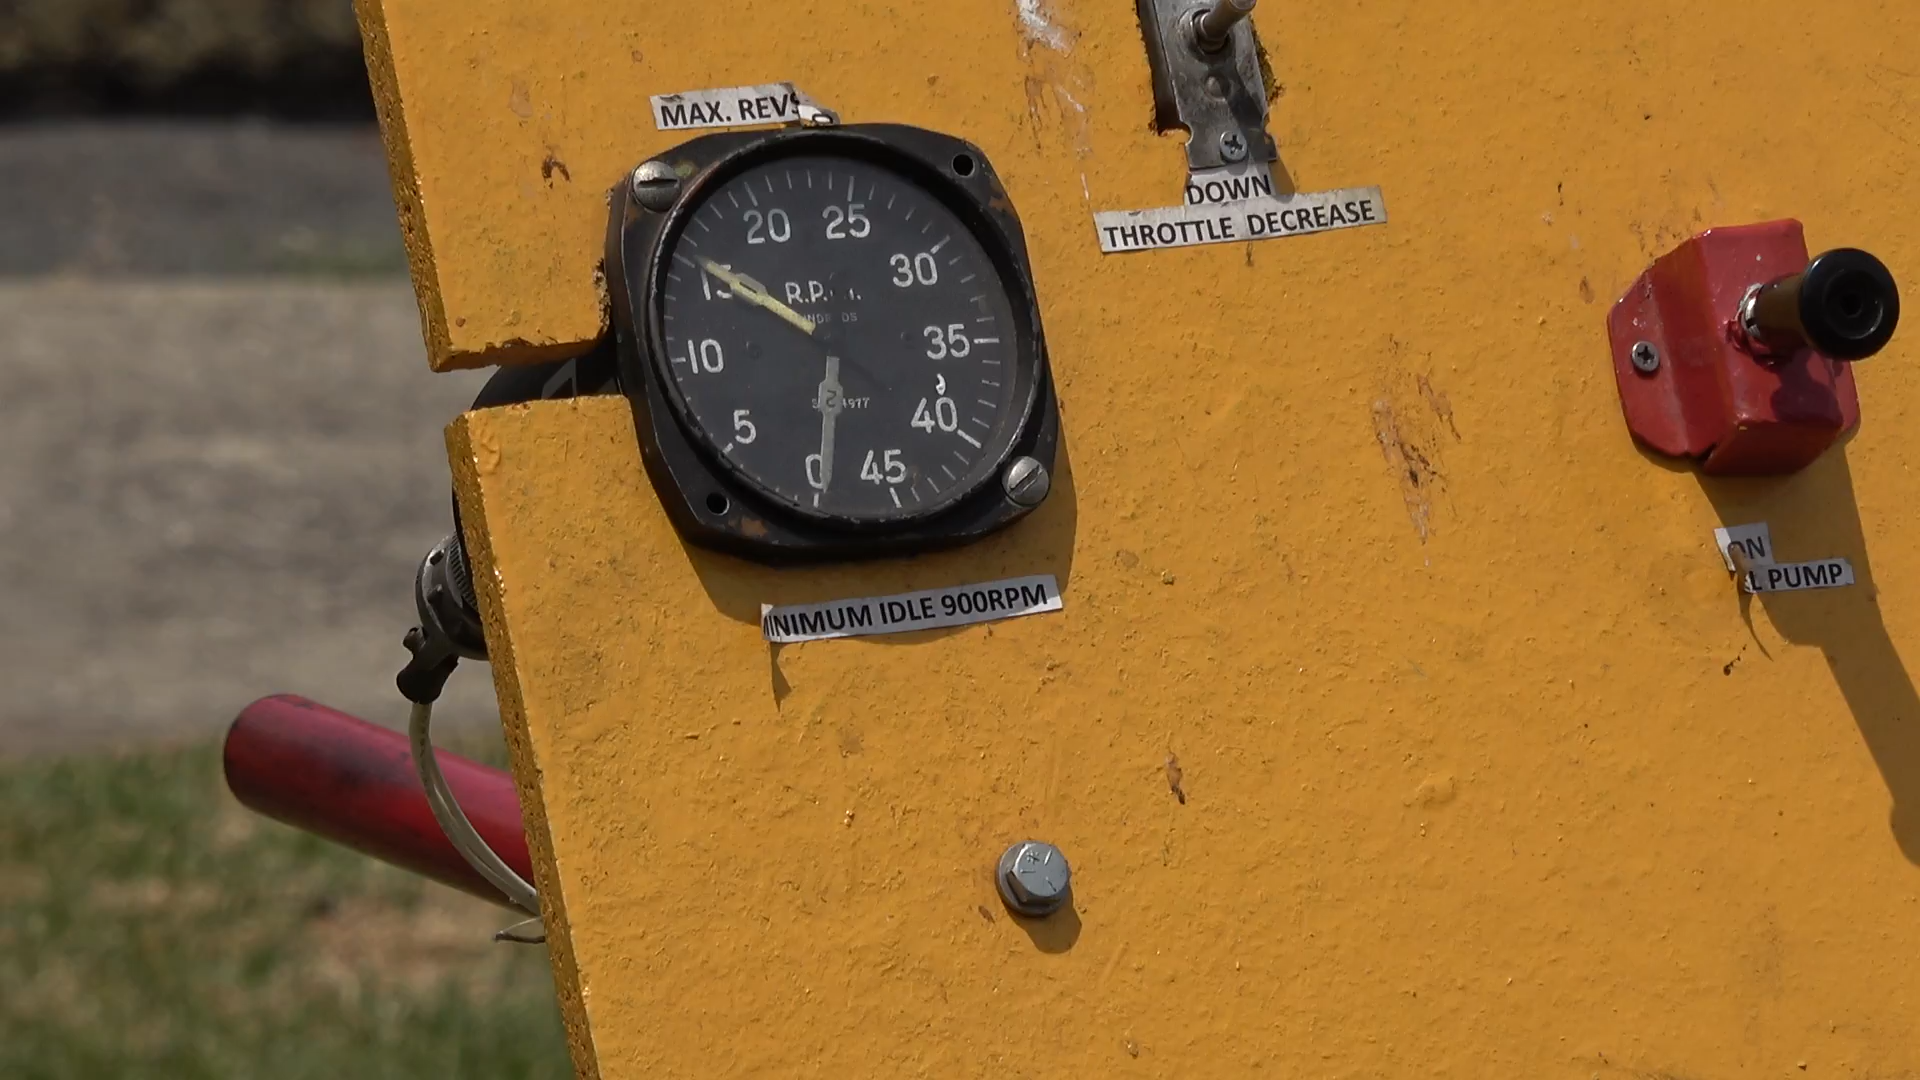 MAX. REVS
DOWN
THROTTLE DECREASE
20 25
15 30
R.P.
10 35
5 40
0 45
2
ON
PUMP
MINIMUM IDLE 900RPM